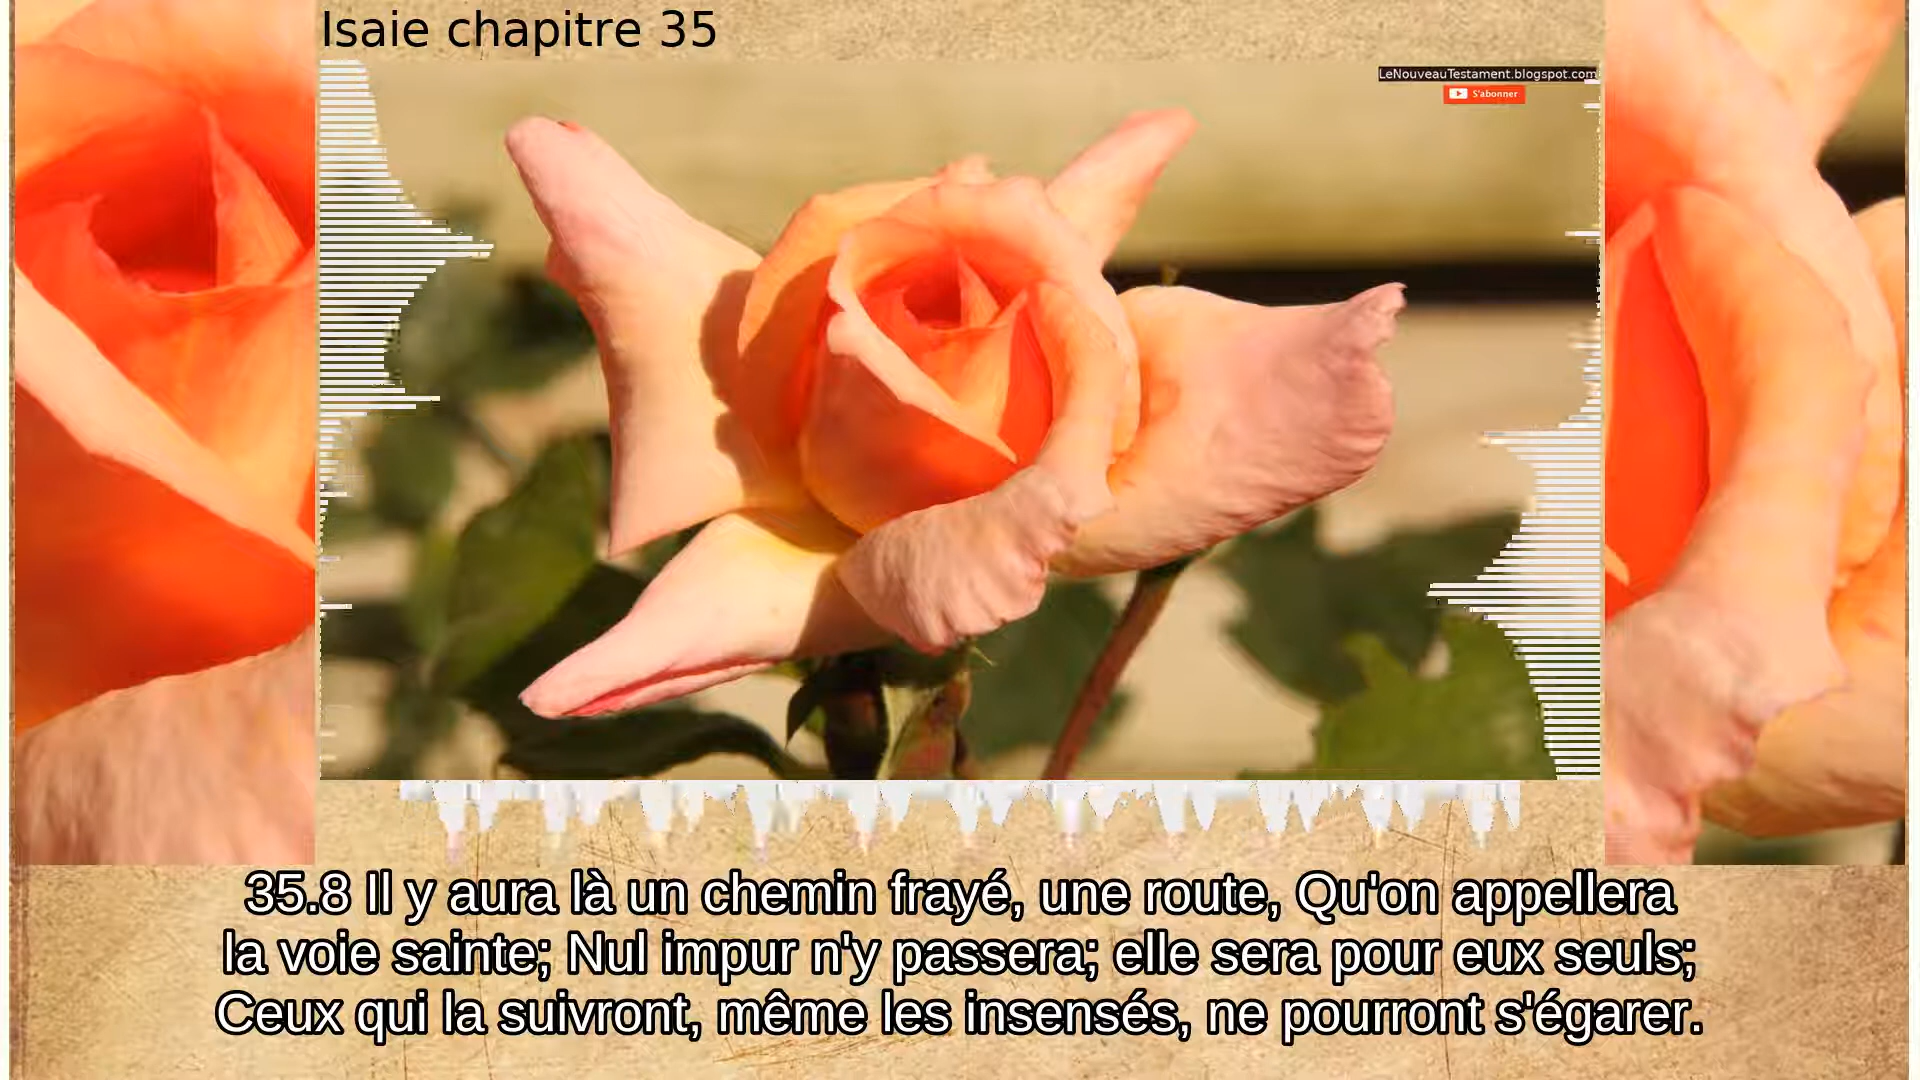 Isaie chapitre 35
LeNouveauTestament.blogspot.com
S'abonner
35.8 Il y aura là un chemin frayé, une route, Qu'on appellera
la voie sainte; Nul impur n'y passera; elle sera pour eux seuls;
Ceux qui la suivront, même les insensés, ne pourront s'égarer.